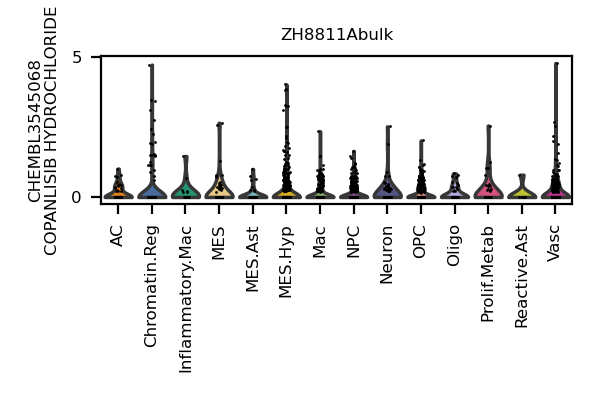 ZH8811Abulk
CHEMBL3545068
COPANLISIB HYDROCHLORIDE
5
0
AC
Chromatin.Reg
Inflammatory.Mac
MES
MES.Ast
MES.Hyp
Mac
NPC
Neuron
OPC
Oligo
Prolif.Metab
Reactive.Ast
Vasc